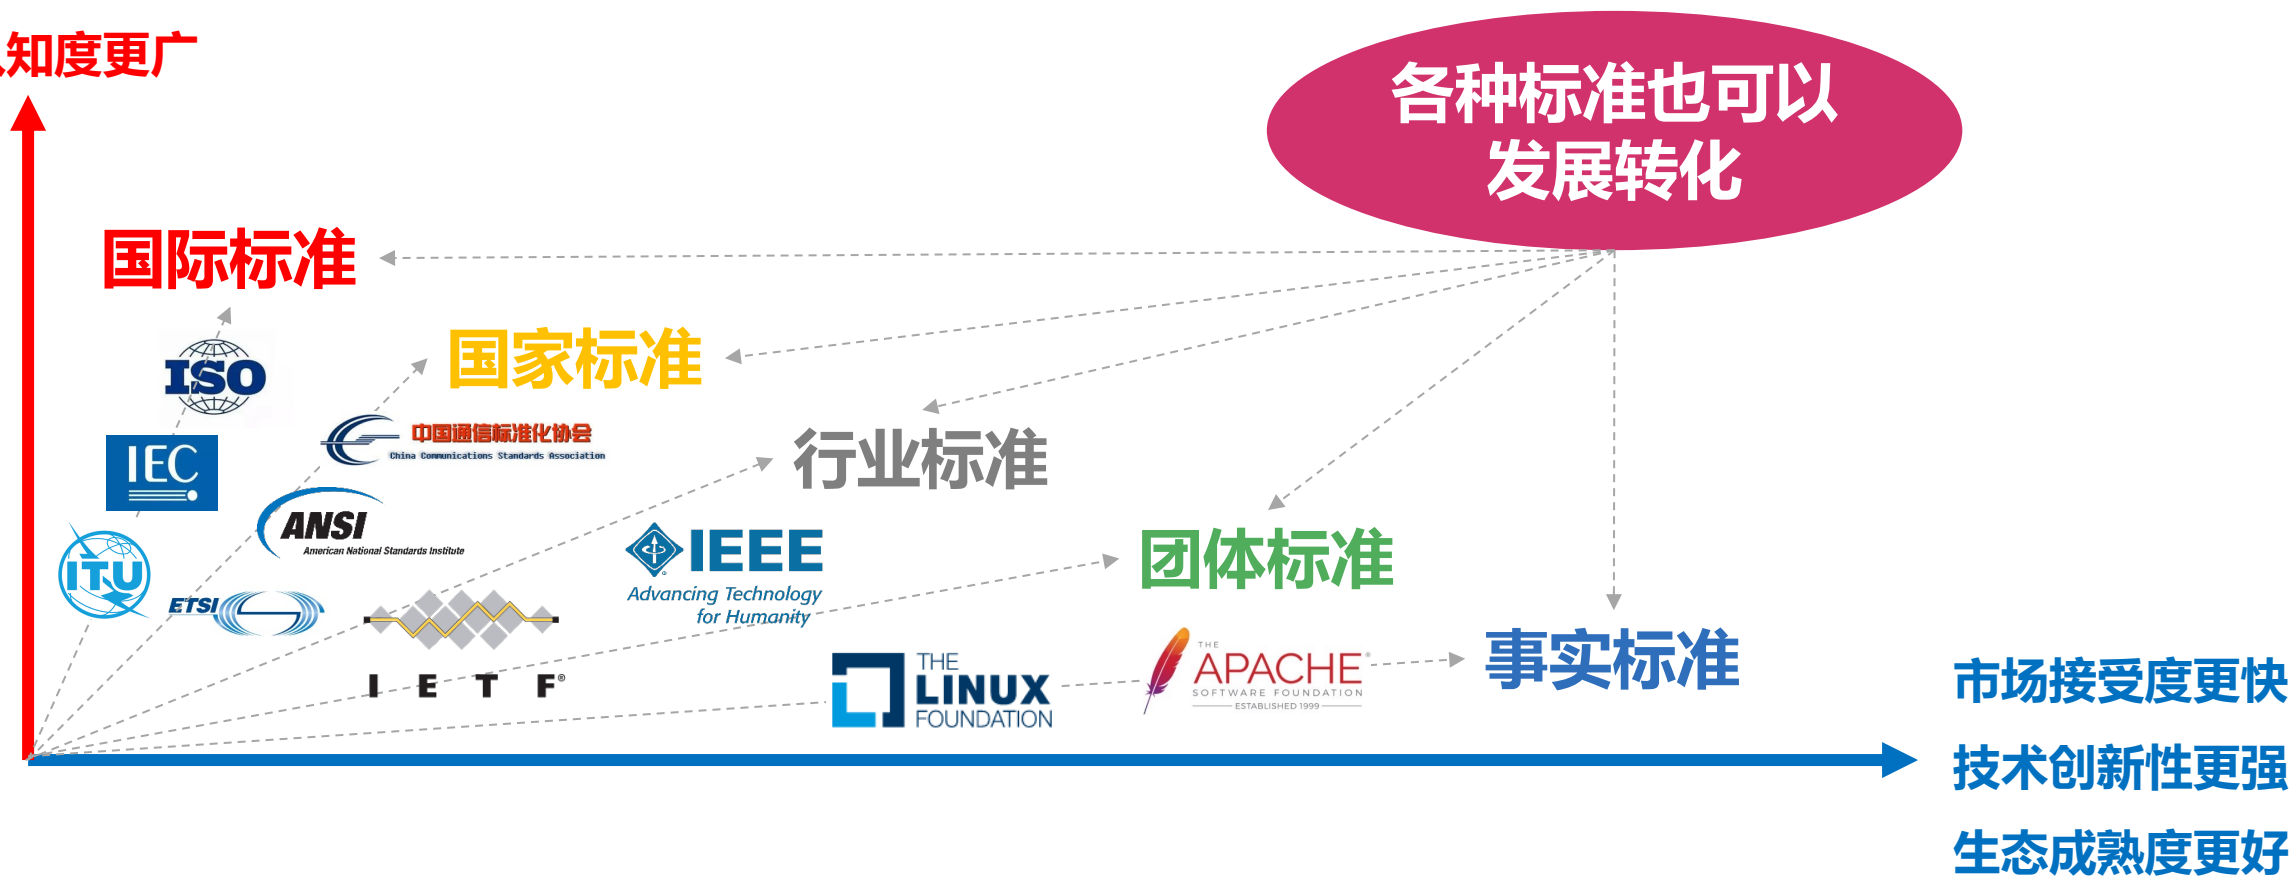 知度更广
各种标准也可以
发展转化
国际标准
国家标准
ISO
中国通信标准化协会
China Communications Standards Association
IEC
行业标准
ANSI
American National Standards Institute
IEEE
Advancing Technology
for Humanity
团体标准
ITU
ETSI
IETF®
THE
LINUX
FOUNDATION
THE
APACHE®
SOFTWARE FOUNDATION
ESTABLISHED 1999
事实标准
市场接受度更快
技术创新性更强
生态成熟度更好